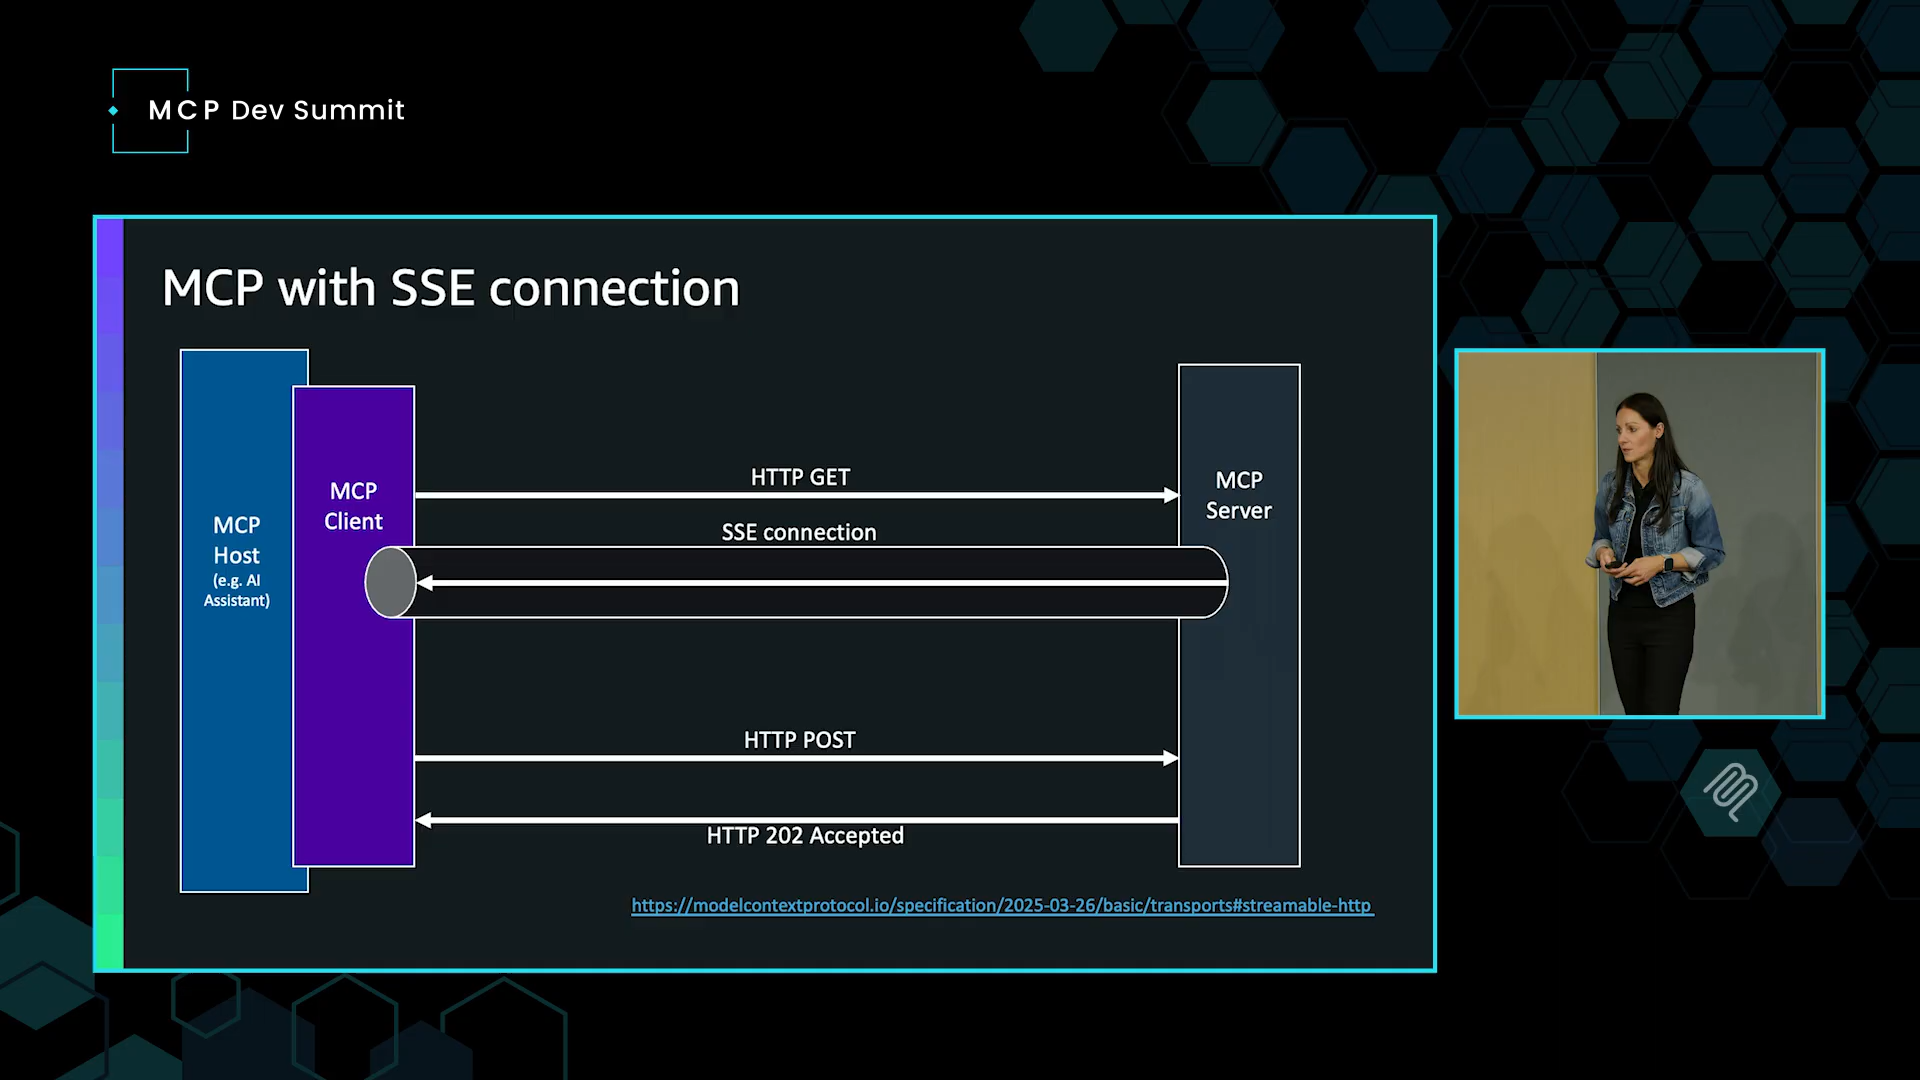 MCP Dev Summit
MCP with SSE connection
MCP
Host
(e.g. AI
Assistant)
MCP
Client
HTTP GET
SSE connection
HTTP POST
HTTP 202 Accepted
MCP
Server
https://modelcontextprotocol.io/specification/2025-03-26/basic/transports#streamable-http